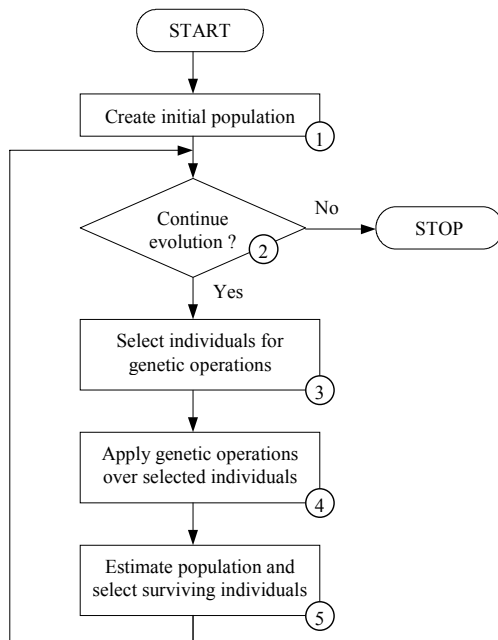 START
Create initial population
1
Continue
evolution ?
2
No
STOP
Yes
Select individuals for
genetic operations
3
Apply genetic operations
over selected individuals
4
Estimate population and
select surviving individuals
5